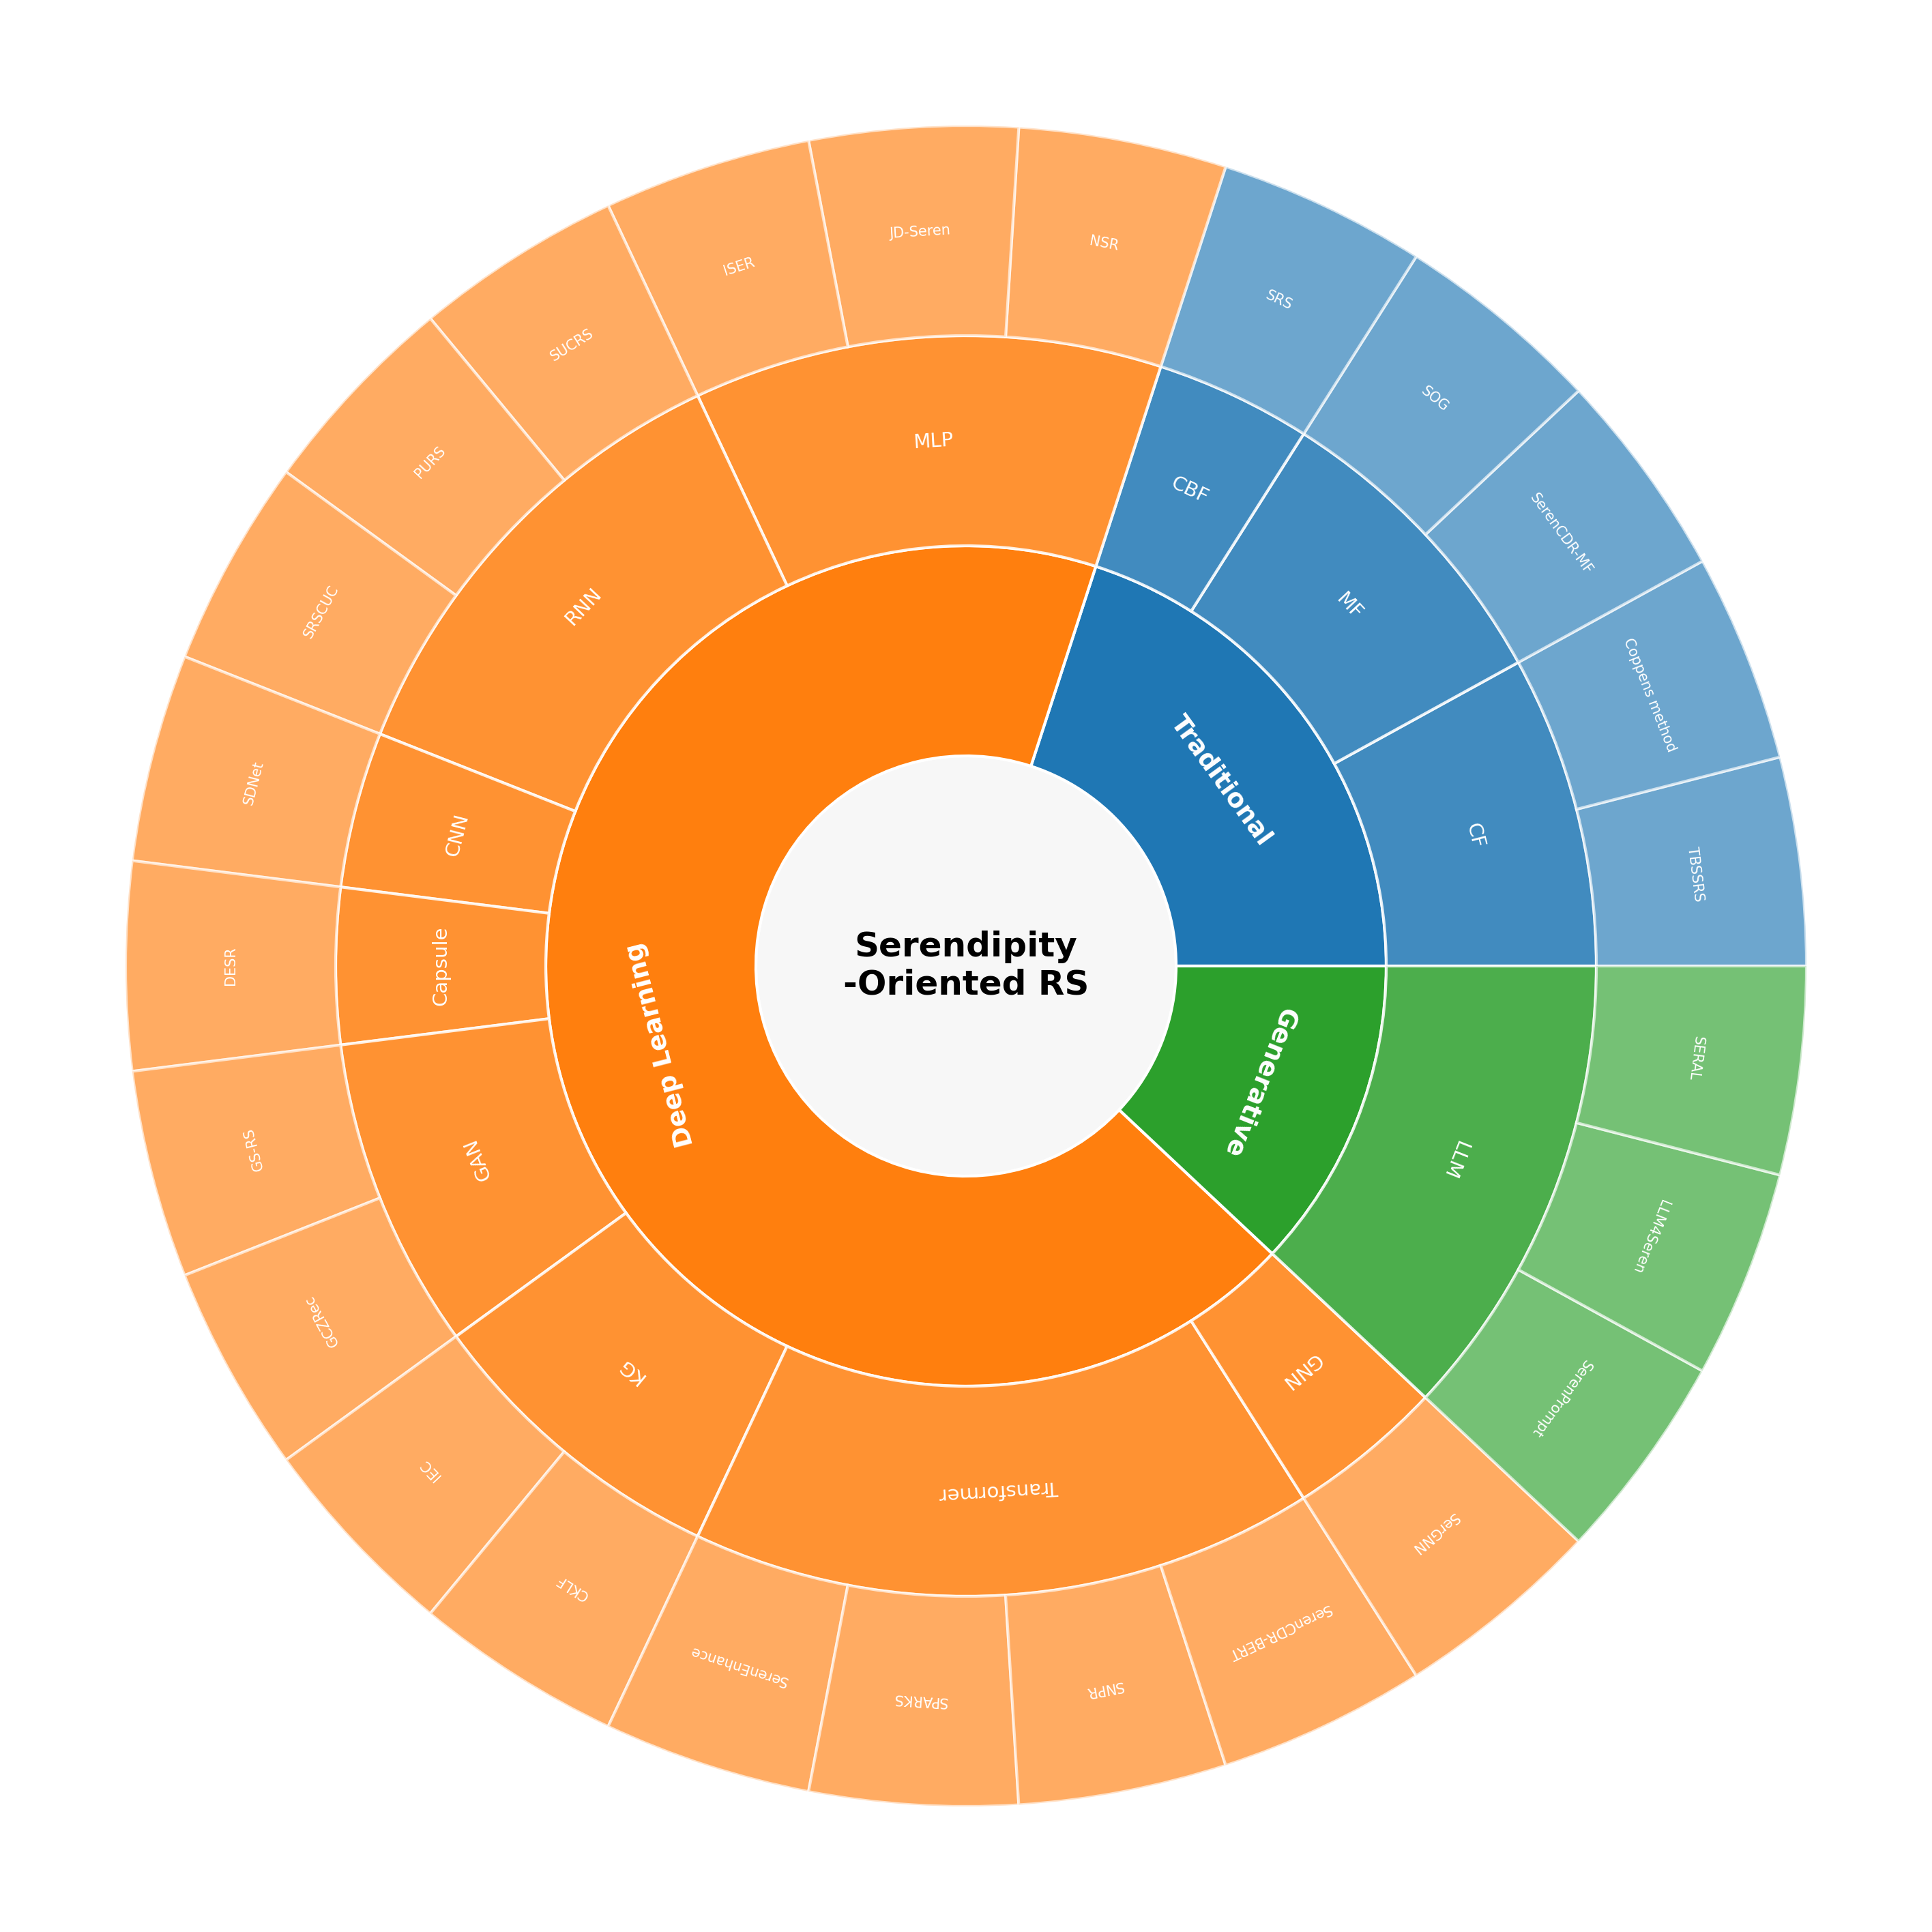 Serendipity
-Oriented RS
Traditional
CF
TBSSRS
Coppens method
MF
SerenCDR-MF
SOG
CBF
SRS
Deep Learning
MLP
NSR
JD-Seren
ISER
RNN
SUCRS
PURS
SRSCUC
CNN
SDNet
Capsule
DESR
GAN
GS-RS
GCZRec
KG
IEC
CKLF
Transformer
SerenEnhance
SPARKS
SNPR
SerenCDR-BERT
GNN
SerGNN
Generative
LLM
SerenPrompt
LLM4Seren
SERAL